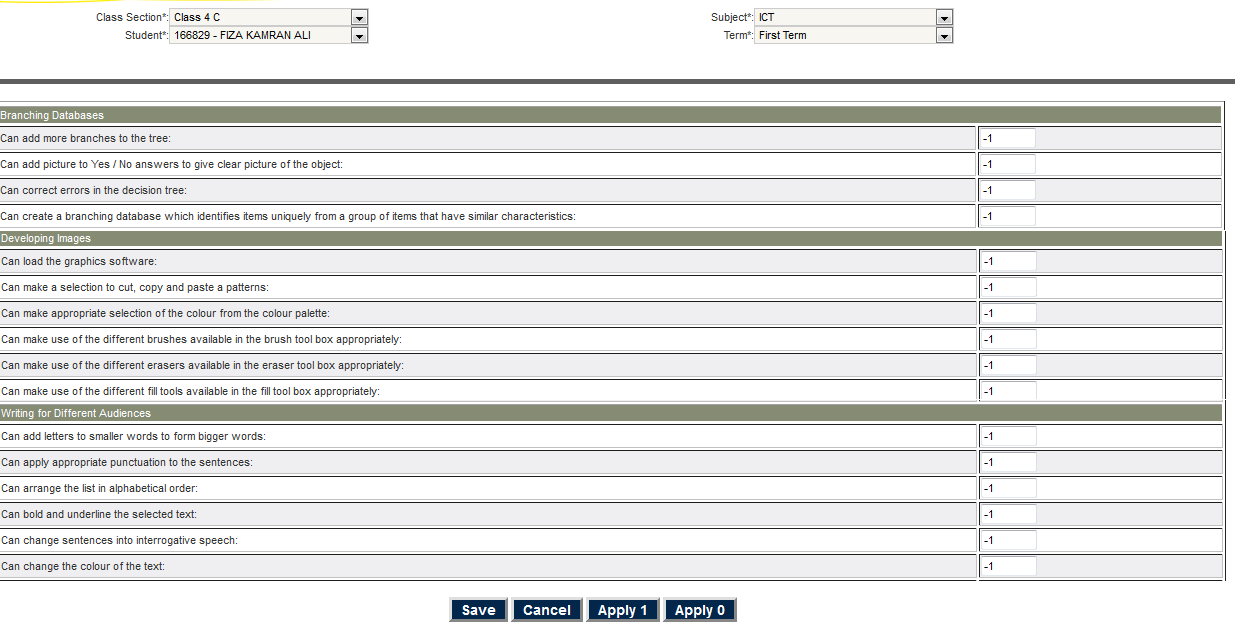 Class Section*: Class 4 C Subject*: ICT
Student*: 166829 - FIZA KAMRAN ALI Term*: First Term
Branching Databases
Can add more branches to the tree: -1
Can add picture to Yes / No answers to give clear picture of the object: -1
Can correct errors in the decision tree: -1
Can create a branching database which identifies items uniquely from a group of items that have similar characteristics: -1
Developing Images
Can load the graphics software: -1
Can make a selection to cut, copy and paste a patterns: -1
Can make appropriate selection of the colour from the colour palette: -1
Can make use of the different brushes available in the brush tool box appropriately: -1
Can make use of the different erasers available in the eraser tool box appropriately: -1
Can make use of the different fill tools available in the fill tool box appropriately: -1
Writing for Different Audiences
Can add letters to smaller words to form bigger words: -1
Can apply appropriate punctuation to the sentences: -1
Can arrange the list in alphabetical order: -1
Can bold and underline the selected text: -1
Can change sentences into interrogative speech: -1
Can change the colour of the text: -1
Save Cancel Apply 1 Apply 0